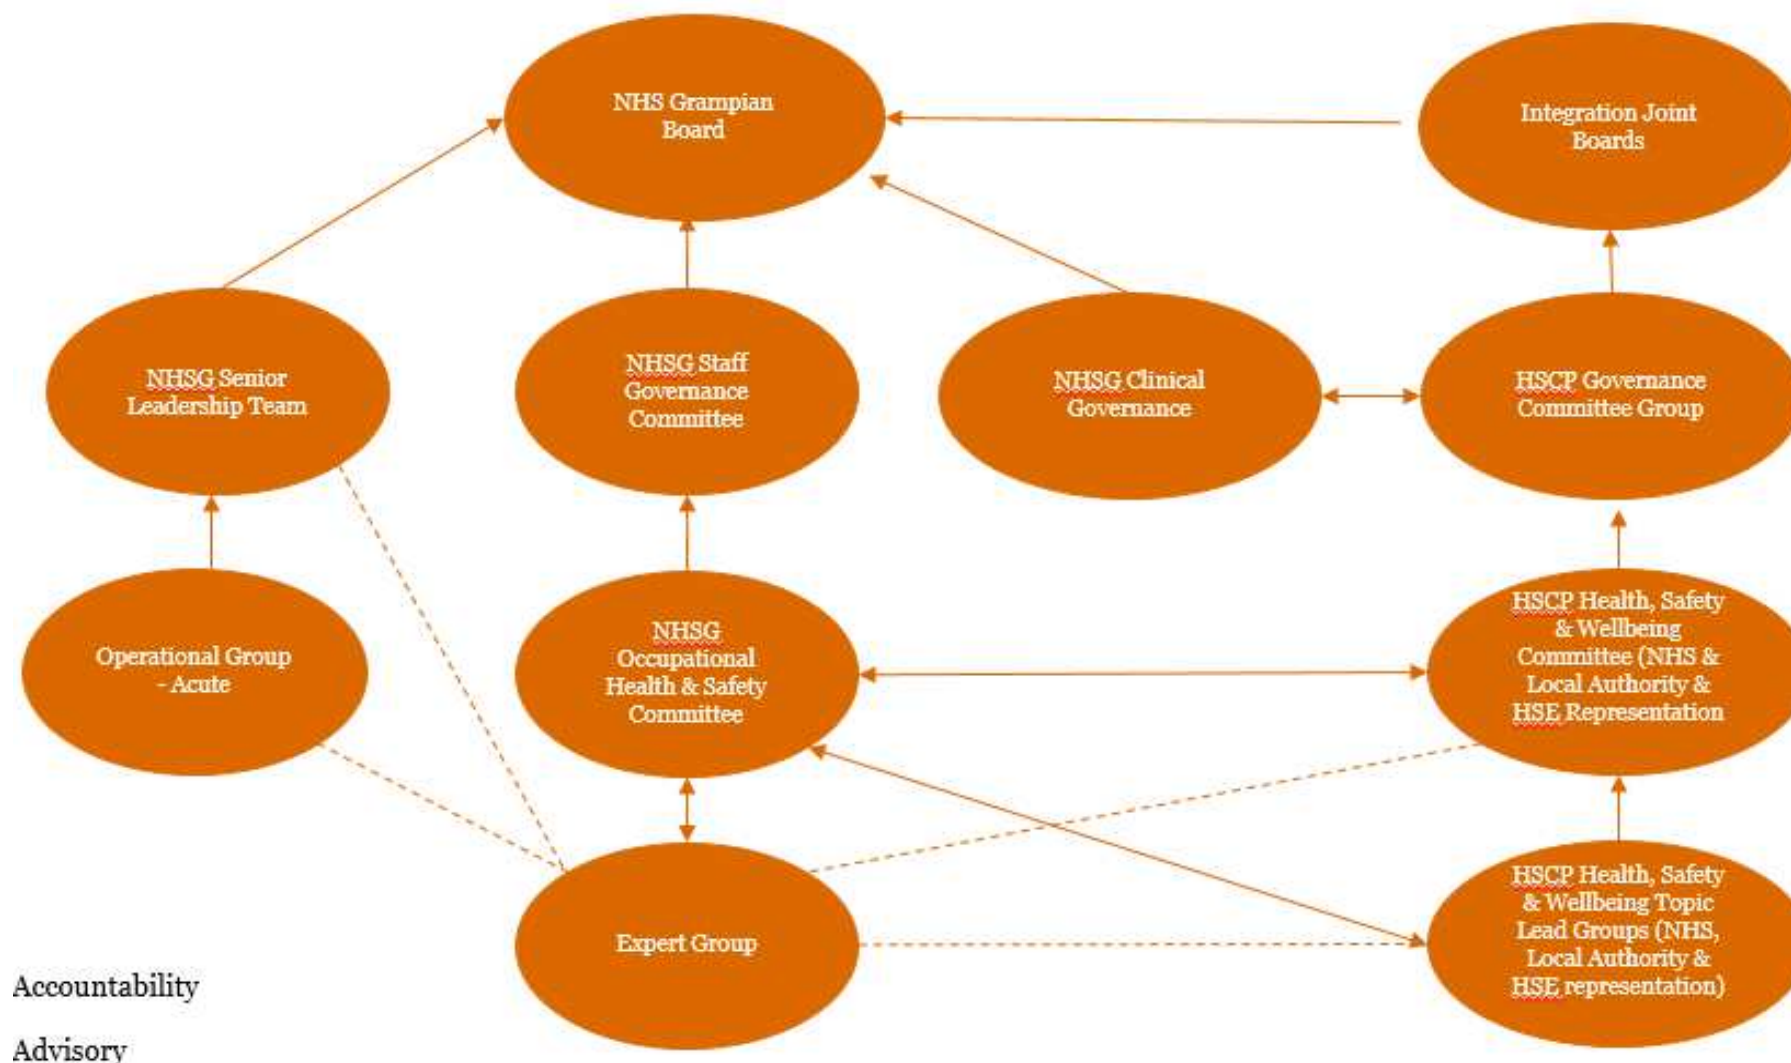 NHS Grampian
Board
Integration Joint
Boards
NHSG Senior
Leadership Team
NHSG Staff
Governance
Committee
NHSG Clinical
Governance
HSCP Governance
Committee Group
Operational Group
- Acute
NHSG
Occupational
Health & Safety
Committee
HSCP Health, Safety
& Wellbeing
Committee (NHS &
Local Authority &
HSE Representation
Expert Group
HSCP Health, Safety
& Wellbeing Topic
Lead Groups (NHS,
Local Authority &
HSE representation)
Accountability
Advisory